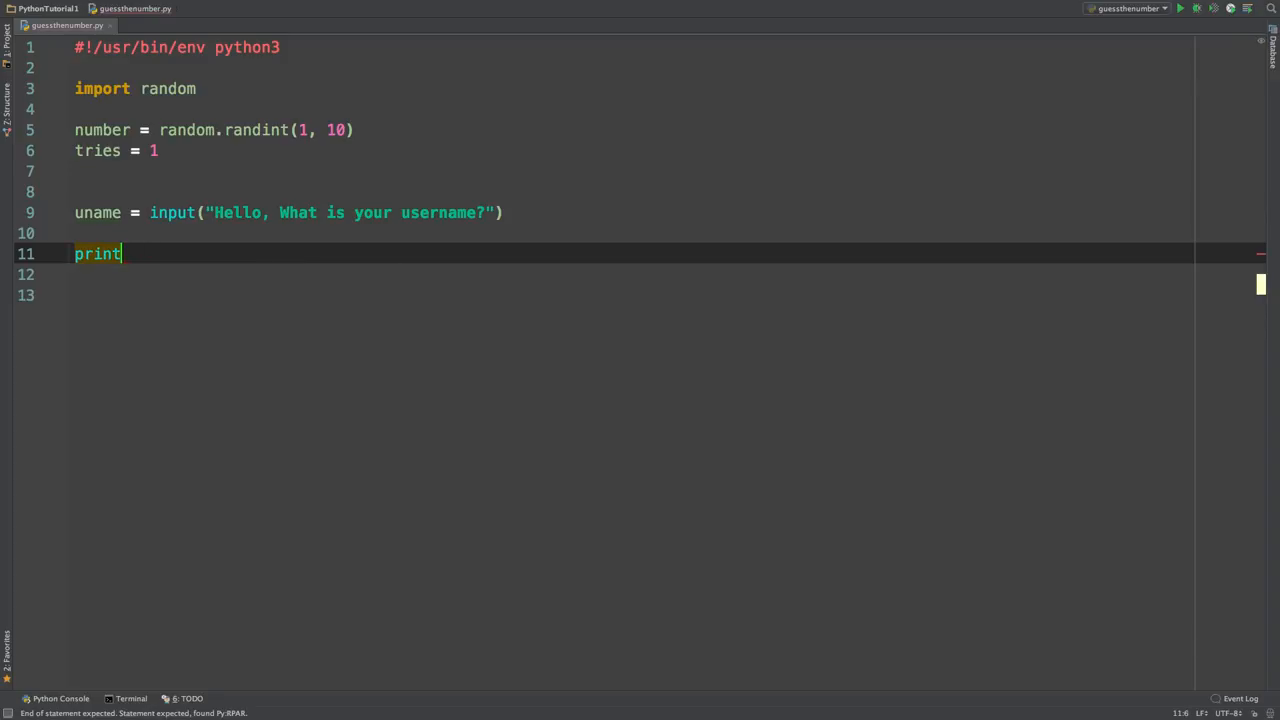 PythonTutorial1 guessthenumber.py guessthenumber
guessthenumber.py
1: Project
Z: Structure
2: Favorites
Database
1 #!/usr/bin/env python3
2
3 import random
4
5 number = random.randint(1, 10)
6 tries = 1
7
8
9 uname = input("Hello, What is your username?")
10
11 print
12
13
Python Console Terminal 6: TODO Event Log
End of statement expected. Statement expected, found Py:RPAR. 11:6 LF÷ UTF-8÷